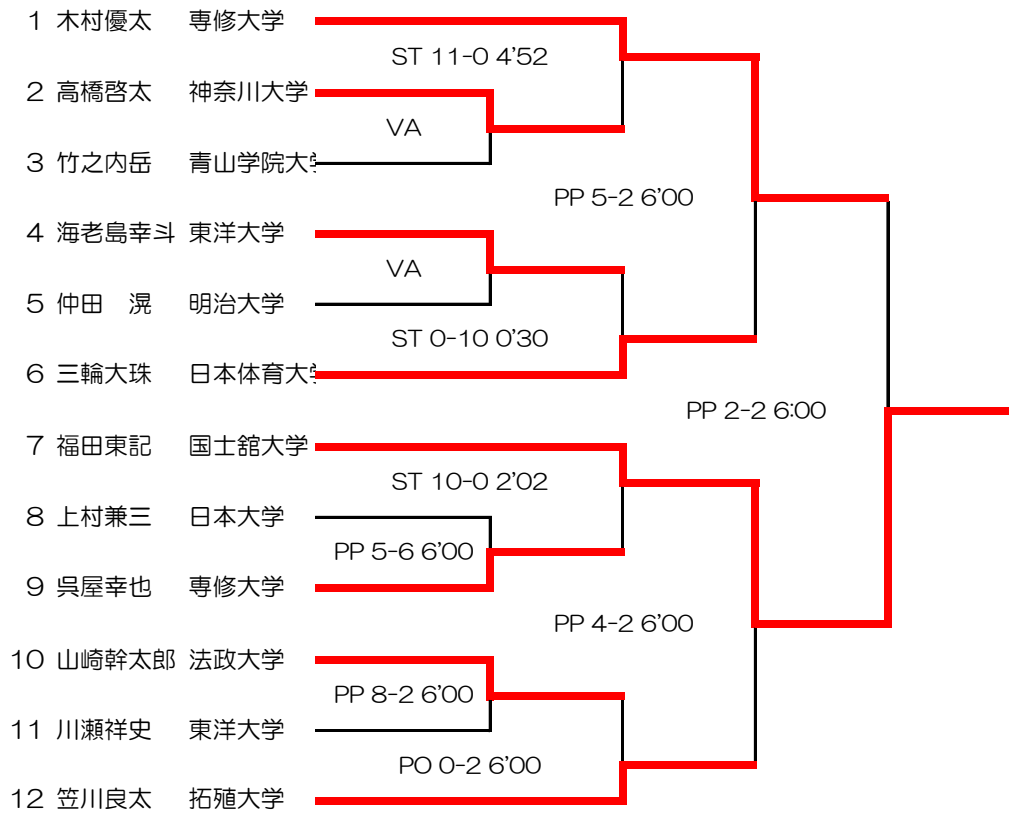 1 木村優太 専修大学
ST 11-0 4’52
2 高橋啓太 神奈川大学
VA
3 竹之内岳 青山学院大学
PP 5-2 6’00
4 海老島幸斗 東洋大学
VA
5 仲田　滉 明治大学
ST 0-10 0’30
6 三輪大珠 日本体育大学
PP 2-2 6:00
7 福田東記 国士舘大学
ST 10-0 2’02
8 上村兼三 日本大学
PP 5-6 6’00
9 呉屋幸也 専修大学
PP 4-2 6’00
10 山崎幹太郎 法政大学
PP 8-2 6’00
11 川瀬祥史 東洋大学
PO 0-2 6’00
12 笠川良太 拓殖大学